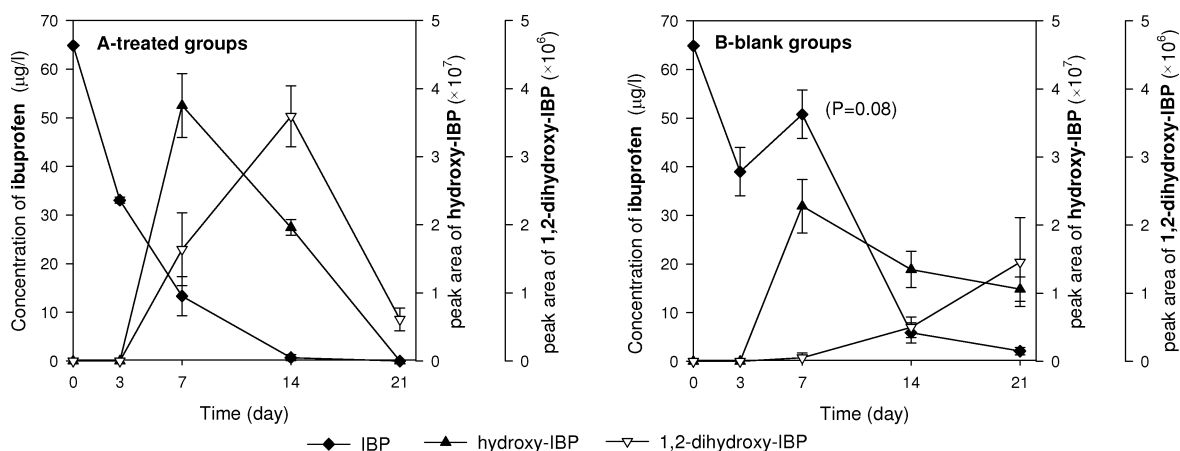 A-treated groups
Concentration of ibuprofen (µg/l)
70
60
50
40
30
20
10
0
0 3 7 14 21
Time (day)
5
4
3
2
1
0
peak area of hydroxy-IBP (×10⁷)
5
4
3
2
1
0
peak area of 1,2-dihydroxy-IBP (×10⁶)
B-blank groups
(P=0.08)
Concentration of ibuprofen (µg/l)
70
60
50
40
30
20
10
0
0 3 7 14 21
Time (day)
5
4
3
2
1
0
peak area of hydroxy-IBP (×10⁷)
5
4
3
2
1
0
peak area of 1,2-dihydroxy-IBP (×10⁶)
IBP hydroxy-IBP 1,2-dihydroxy-IBP